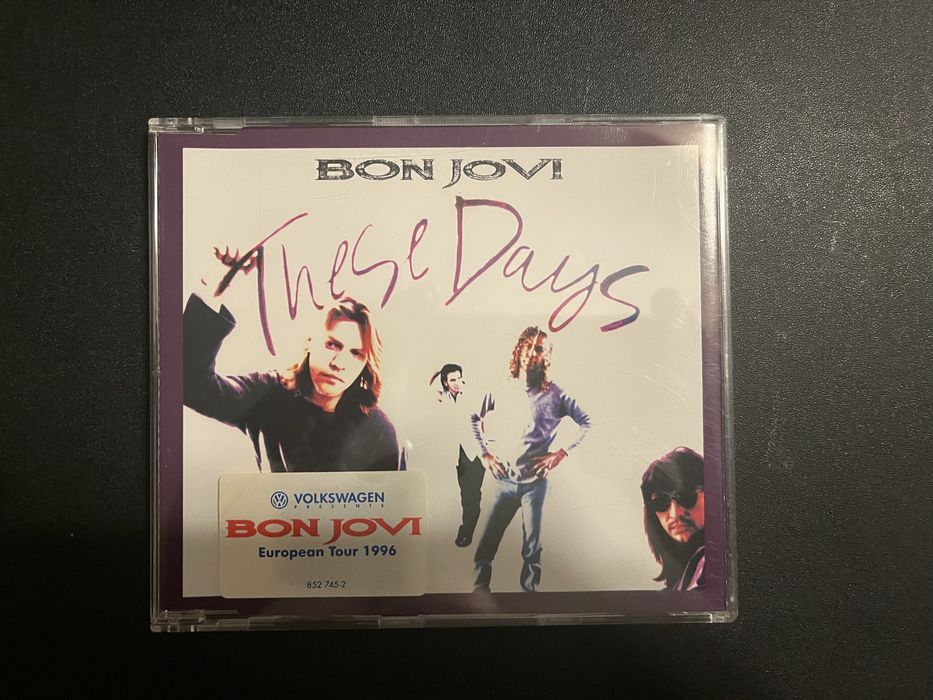 BON JOVI
These Days
VOLKSWAGEN
PRESENTS
BON JOVI
European Tour 1996
852 745-2